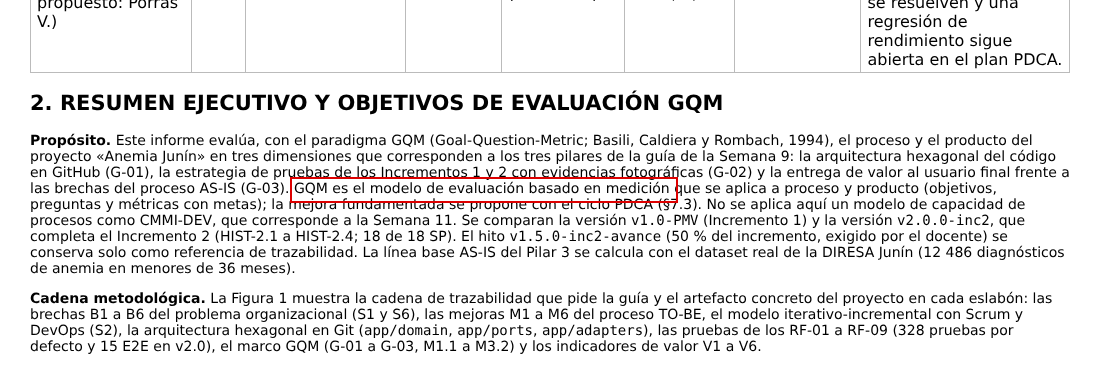 propuesto: Porras
V.)
se resuelven y una
regresión de
rendimiento sigue
abierta en el plan PDCA.
2. RESUMEN EJECUTIVO Y OBJETIVOS DE EVALUACIÓN GQM
Propósito. Este informe evalúa, con el paradigma GQM (Goal-Question-Metric; Basili, Caldiera y Rombach, 1994), el proceso y el producto del
proyecto «Anemia Junín» en tres dimensiones que corresponden a los tres pilares de la guía de la Semana 9: la arquitectura hexagonal del código
en GitHub (G-01), la estrategia de pruebas de los Incrementos 1 y 2 con evidencias fotográficas (G-02) y la entrega de valor al usuario final frente a
las brechas del proceso AS-IS (G-03). GQM es el modelo de evaluación basado en medición que se aplica a proceso y producto (objetivos,
preguntas y métricas con metas); la mejora fundamentada se propone con el ciclo PDCA (§7.3). No se aplica aquí un modelo de capacidad de
procesos como CMMI-DEV, que corresponde a la Semana 11. Se comparan la versión v1.0-PMV (Incremento 1) y la versión v2.0.0-inc2, que
completa el Incremento 2 (HIST-2.1 a HIST-2.4; 18 de 18 SP). El hito v1.5.0-inc2-avance (50 % del incremento, exigido por el docente) se
conserva solo como referencia de trazabilidad. La línea base AS-IS del Pilar 3 se calcula con el dataset real de la DIRESA Junín (12 486 diagnósticos
de anemia en menores de 36 meses).
Cadena metodológica. La Figura 1 muestra la cadena de trazabilidad que pide la guía y el artefacto concreto del proyecto en cada eslabón: las
brechas B1 a B6 del problema organizacional (S1 y S6), las mejoras M1 a M6 del proceso TO-BE, el modelo iterativo-incremental con Scrum y
DevOps (S2), la arquitectura hexagonal en Git (app/domain, app/ports, app/adapters), las pruebas de los RF-01 a RF-09 (328 pruebas por
defecto y 15 E2E en v2.0), el marco GQM (G-01 a G-03, M1.1 a M3.2) y los indicadores de valor V1 a V6.